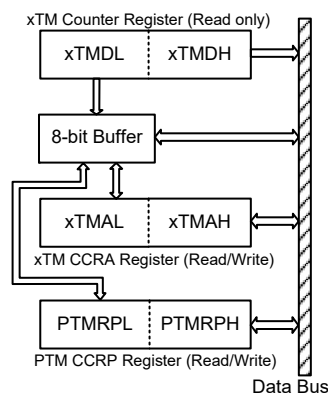 xTM Counter Register (Read only)
xTMDL xTMDH
8-bit Buffer
xTMAL xTMAH
xTM CCRA Register (Read/Write)
PTMRPL PTMRPH
PTM CCRP Register (Read/Write)
Data Bus